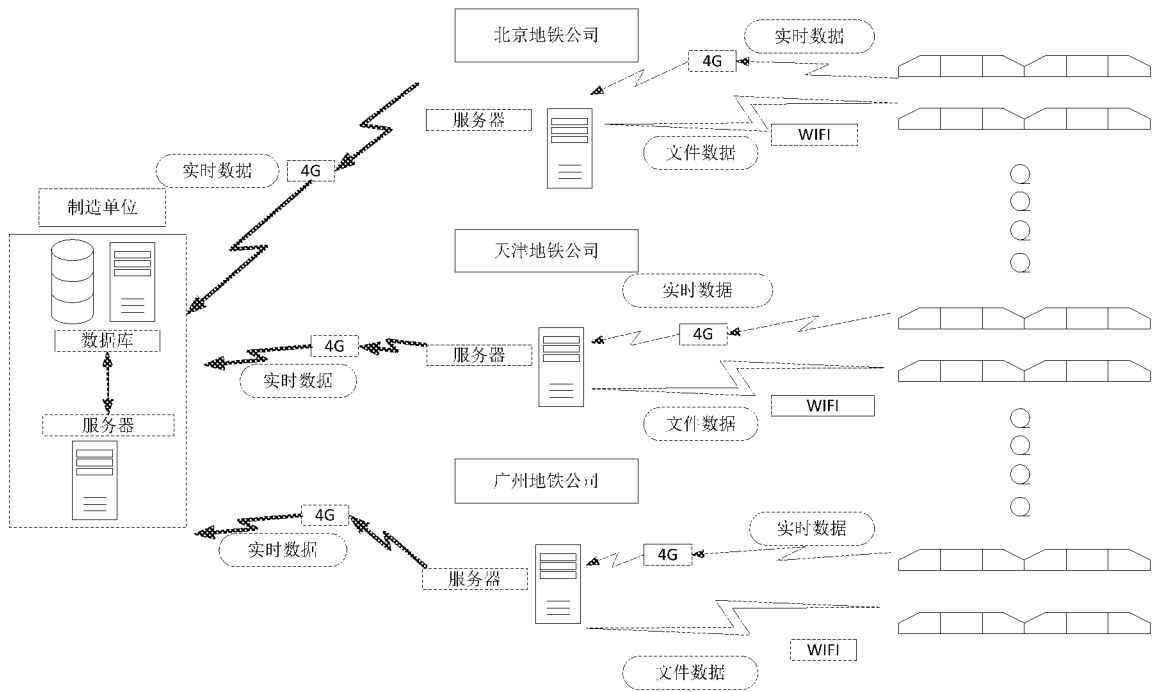 北京地铁公司
实时数据
4G
服务器
WIFI
文件数据
实时数据
4G
制造单位
天津地铁公司
实时数据
4G
数据库
4G
服务器
实时数据
WIFI
文件数据
服务器
广州地铁公司
4G
实时数据
实时数据
4G
服务器
WIFI
文件数据